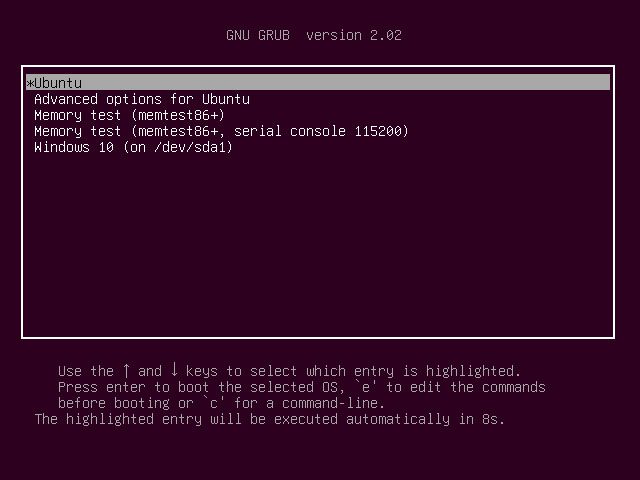 GNU GRUB  version 2.02
*Ubuntu
Advanced options for Ubuntu
Memory test (memtest86+)
Memory test (memtest86+, serial console 115200)
Windows 10 (on /dev/sda1)
Use the ↑ and ↓ keys to select which entry is highlighted.
Press enter to boot the selected OS, `e' to edit the commands
before booting or `c' for a command-line.
The highlighted entry will be executed automatically in 8s.